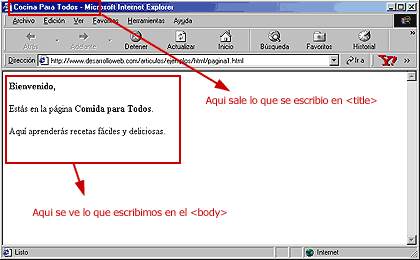 Cocina Para Todos - Microsoft Internet Explorer
Archivo Edición Ver Favoritos Herramientas Ayuda
Atrás Adelante Detener Actualizar Inicio Búsqueda Favoritos Historial
Dirección http://www.desarrolloweb.com/articulos/ejemplos/html/pagina1.html Ir a
Bienvenido,
Estás en la página Comida para Todos.
Aquí aprenderás recetas fáciles y deliciosas.
Aqui sale lo que se escribio en <title>
Aqui se ve lo que escribimos en el <body>
Listo Internet